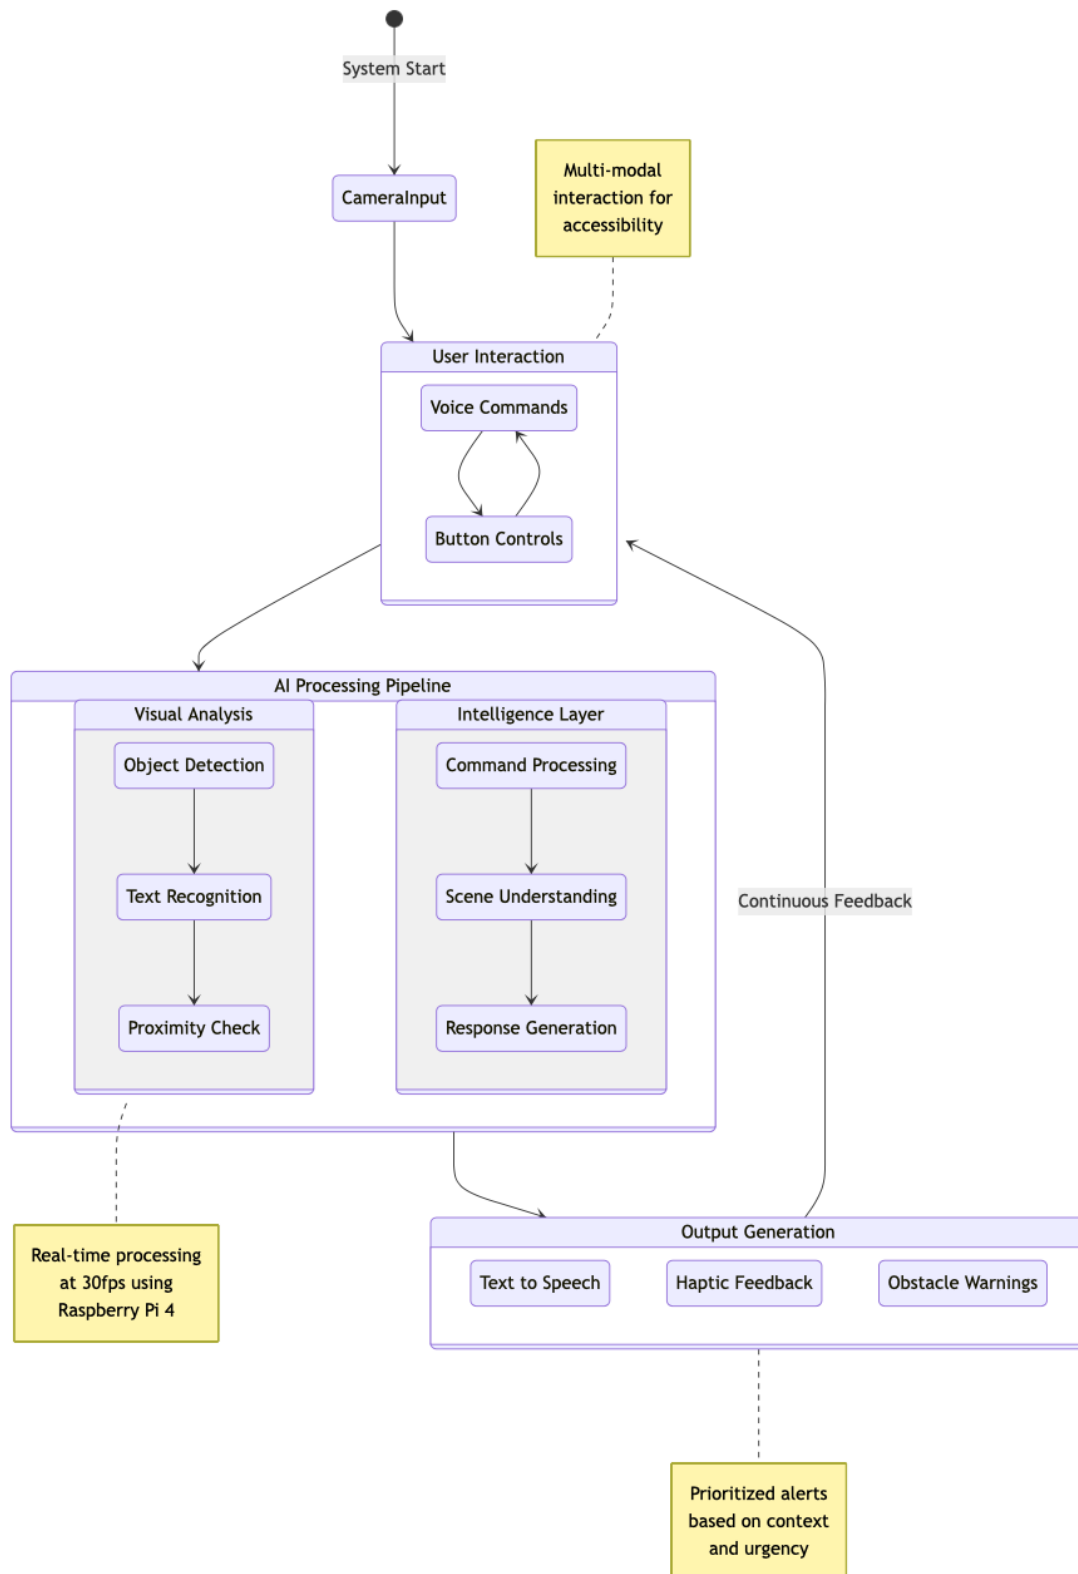 System Start
CameraInput
Multi-modal
interaction for
accessibility
User Interaction
Voice Commands
Button Controls
AI Processing Pipeline
Visual Analysis
Object Detection
Text Recognition
Proximity Check
Intelligence Layer
Command Processing
Scene Understanding
Response Generation
Continuous Feedback
Real-time processing
at 30fps using
Raspberry Pi 4
Output Generation
Text to Speech
Haptic Feedback
Obstacle Warnings
Prioritized alerts
based on context
and urgency